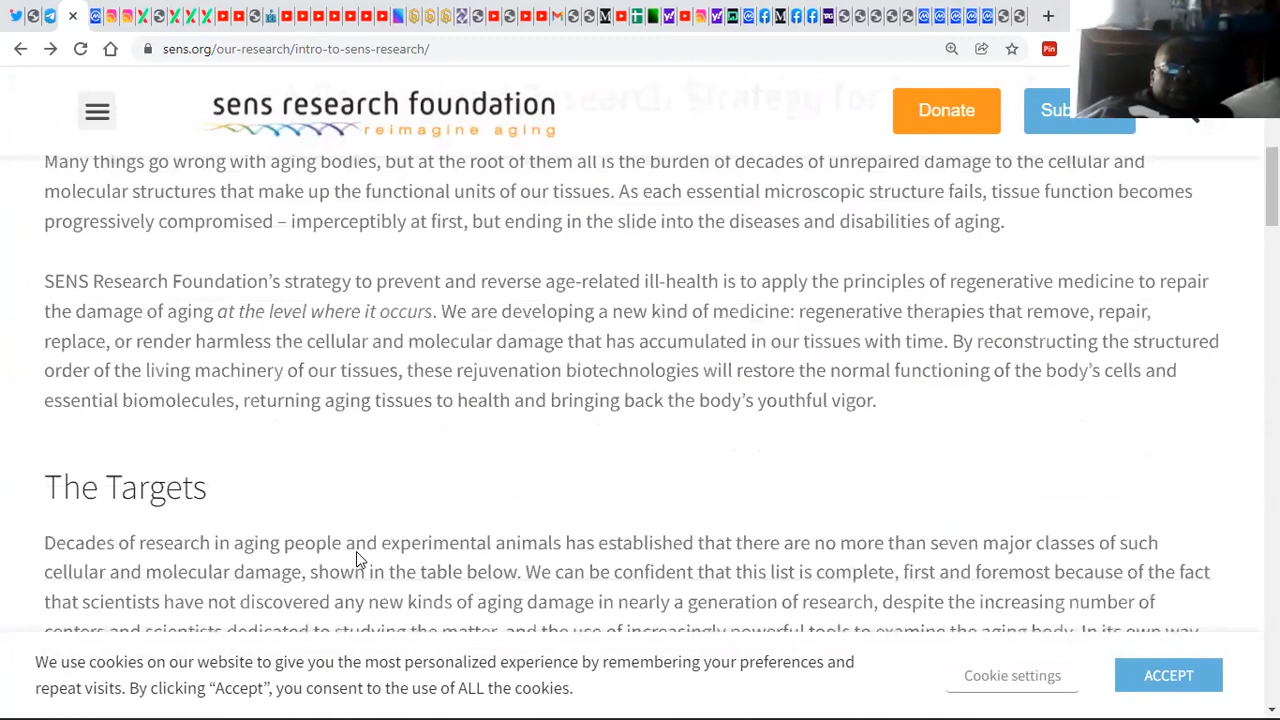 sens.org/our-research/intro-to-sens-research/
Pin
sens research foundation
reimagine aging
Donate
Many things go wrong with aging bodies, but at the root of them all is the burden of decades of unrepaired damage to the cellular and
molecular structures that make up the functional units of our tissues. As each essential microscopic structure fails, tissue function becomes
progressively compromised – imperceptibly at first, but ending in the slide into the diseases and disabilities of aging.
SENS Research Foundation’s strategy to prevent and reverse age-related ill-health is to apply the principles of regenerative medicine to repair
the damage of aging at the level where it occurs. We are developing a new kind of medicine: regenerative therapies that remove, repair,
replace, or render harmless the cellular and molecular damage that has accumulated in our tissues with time. By reconstructing the structured
order of the living machinery of our tissues, these rejuvenation biotechnologies will restore the normal functioning of the body’s cells and
essential biomolecules, returning aging tissues to health and bringing back the body’s youthful vigor.
The Targets
Decades of research in aging people and experimental animals has established that there are no more than seven major classes of such
cellular and molecular damage, shown in the table below. We can be confident that this list is complete, first and foremost because of the fact
that scientists have not discovered any new kinds of aging damage in nearly a generation of research, despite the increasing number of
centers and scientists dedicated to studying the matter, and the use of increasingly powerful tools to examine the aging body. In its own way,
We use cookies on our website to give you the most personalized experience by remembering your preferences and
repeat visits. By clicking “Accept”, you consent to the use of ALL the cookies.
Cookie settings
ACCEPT